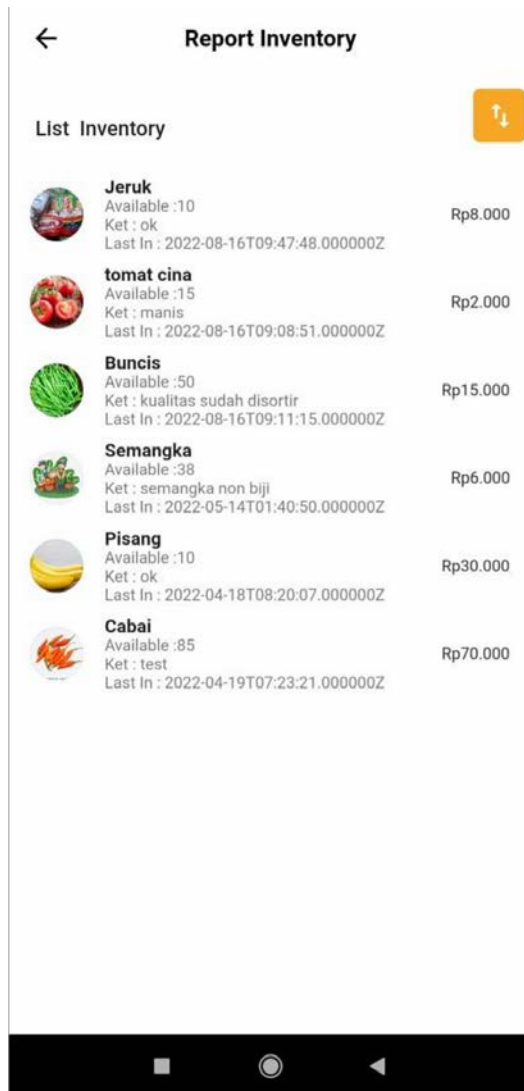 Report Inventory
List Inventory
Jeruk
Available :10
Ket : ok
Last In : 2022-08-16T09:47:48.000000Z
Rp8.000
tomat cina
Available :15
Ket : manis
Last In : 2022-08-16T09:08:51.000000Z
Rp2.000
Buncis
Available :50
Ket : kualitas sudah disortir
Last In : 2022-08-16T09:11:15.000000Z
Rp15.000
Semangka
Available :38
Ket : semangka non biji
Last In : 2022-05-14T01:40:50.000000Z
Rp6.000
Pisang
Available :10
Ket : ok
Last In : 2022-04-18T08:20:07.000000Z
Rp30.000
Cabai
Available :85
Ket : test
Last In : 2022-04-19T07:23:21.000000Z
Rp70.000